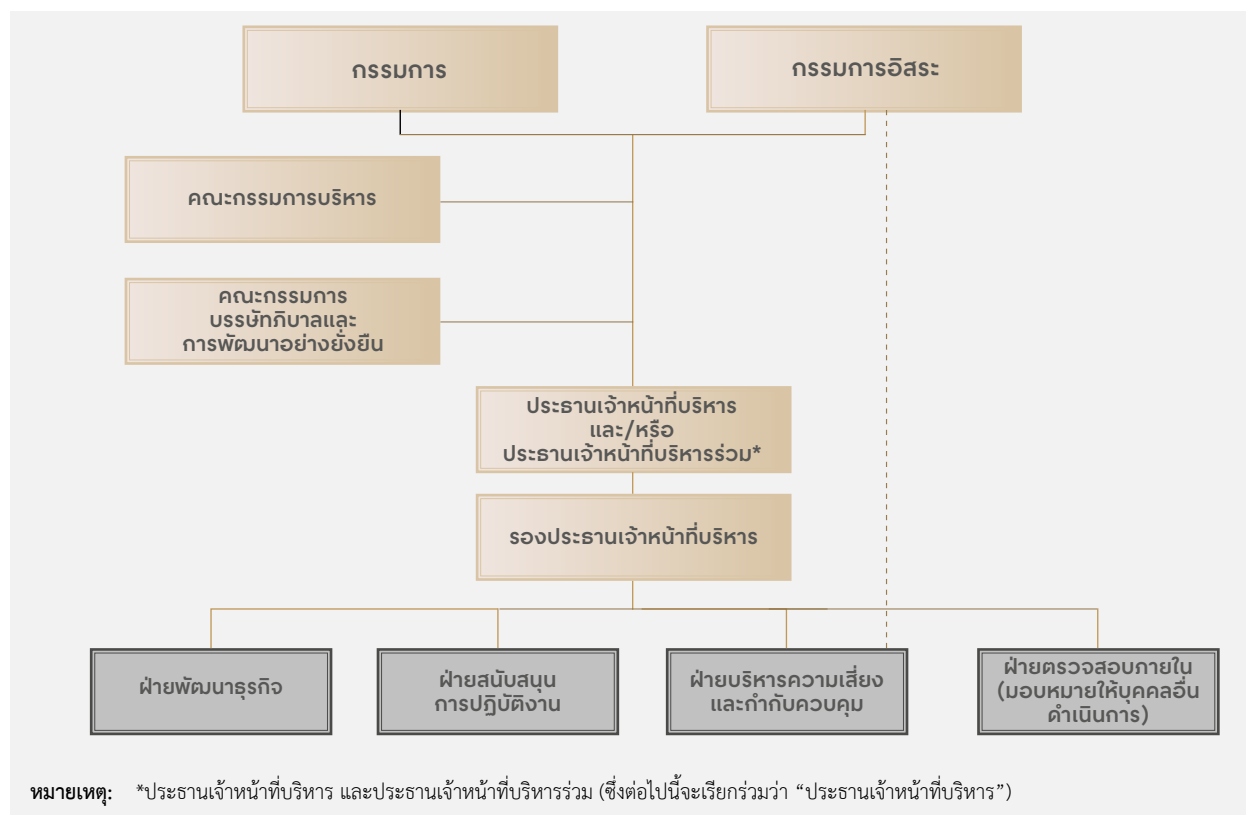 กรรมการ
กรรมการอิสระ
คณะกรรมการบริหาร
คณะกรรมการ
บรรษัทภิบาลและ
การพัฒนาอย่างยั่งยืน
ประธานเจ้าหน้าที่บริหาร
และ/หรือ
ประธานเจ้าหน้าที่บริหารร่วม*
รองประธานเจ้าหน้าที่บริหาร
ฝ่ายพัฒนาธุรกิจ
ฝ่ายสนับสนุน
การปฏิบัติงาน
ฝ่ายบริหารความเสี่ยง
และกำกับควบคุม
ฝ่ายตรวจสอบภายใน
(มอบหมายให้บุคคลอื่น
ดำเนินการ)
หมายเหตุ: *ประธานเจ้าหน้าที่บริหาร และประธานเจ้าหน้าที่บริหารร่วม (ซึ่งต่อไปนี้จะเรียกร่วมว่า “ประธานเจ้าหน้าที่บริหาร”)